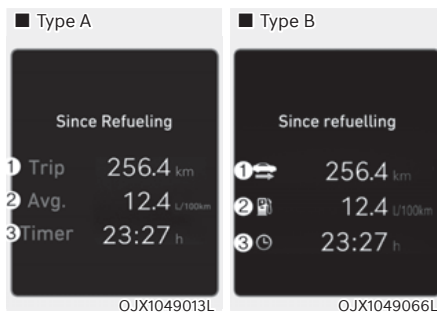 ■ Type A
Since Refueling
1 Trip 256.4 km
2 Avg. 12.4 L/100km
3 Timer 23:27 h
OJX1049013L
■ Type B
Since refuelling
1 256.4 km
2 12.4 L/100km
3 23:27 h
OJX1049066L